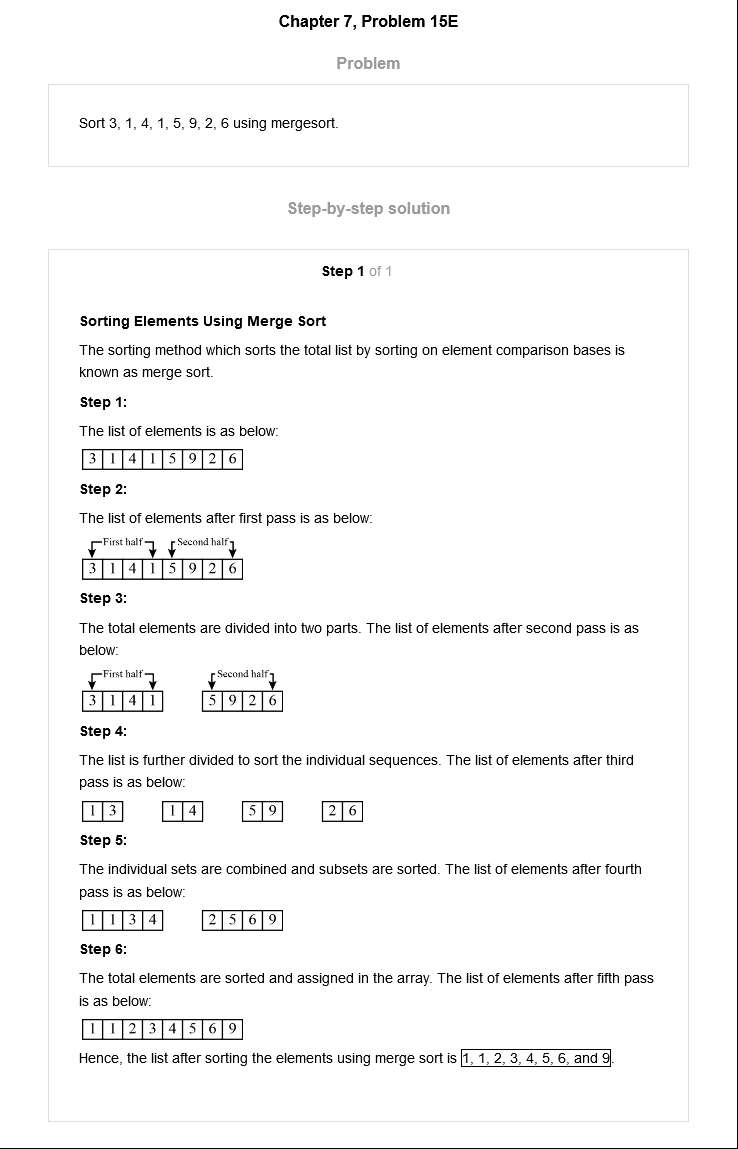 Chapter 7, Problem 15E
Problem
Sort 3, 1, 4, 1, 5, 9, 2, 6 using mergesort.
Step-by-step solution
Step 1 of 1
Sorting Elements Using Merge Sort
The sorting method which sorts the total list by sorting on element comparison bases is
known as merge sort.
Step 1:
The list of elements is as below:
3 1 4 1 5 9 2 6
Step 2:
The list of elements after first pass is as below:
First half Second half
3 1 4 1 5 9 2 6
Step 3:
The total elements are divided into two parts. The list of elements after second pass is as
below:
First half Second half
3 1 4 1 5 9 2 6
Step 4:
The list is further divided to sort the individual sequences. The list of elements after third
pass is as below:
1 3 1 4 5 9 2 6
Step 5:
The individual sets are combined and subsets are sorted. The list of elements after fourth
pass is as below:
1 1 3 4 2 5 6 9
Step 6:
The total elements are sorted and assigned in the array. The list of elements after fifth pass
is as below:
1 1 2 3 4 5 6 9
Hence, the list after sorting the elements using merge sort is 1, 1, 2, 3, 4, 5, 6, and 9.